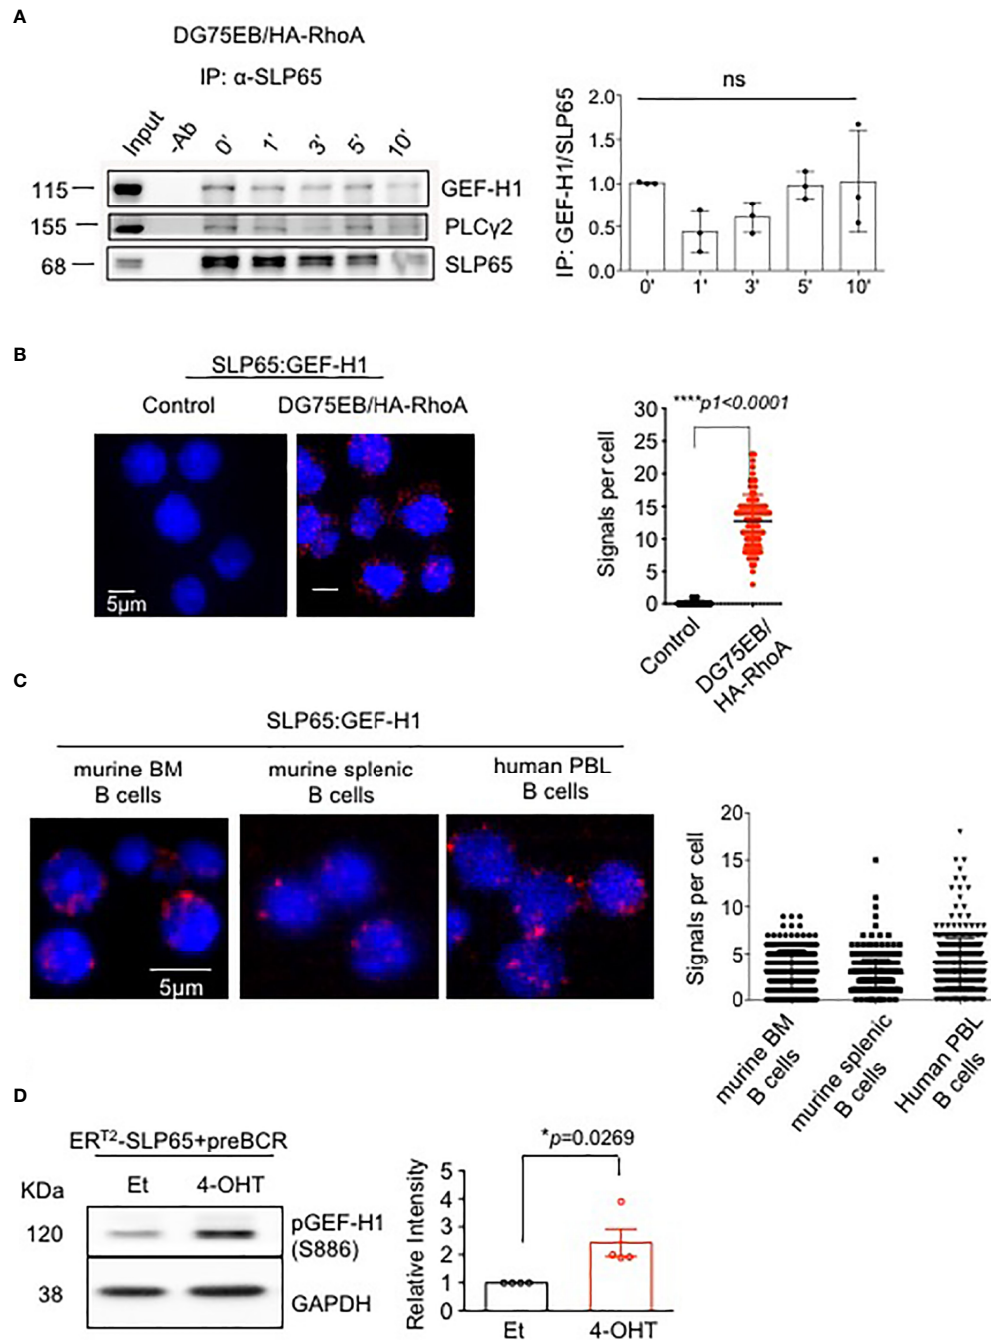 A
DG75EB/HA-RhoA
IP: α-SLP65
Input -Ab 0' 1' 3' 5' 10'
115 GEF-H1
155 PLCγ2
68 SLP65
ns
IP: GEF-H1/SLP65
2.0
1.5
1.0
0.5
0.0
0' 1' 3' 5' 10'
B
SLP65:GEF-H1
Control DG75EB/HA-RhoA
5µm
****p1<0.0001
Signals per cell
30
25
20
15
10
5
0
Control
DG75EB/
HA-RhoA
C
SLP65:GEF-H1
murine BM
B cells
murine splenic
B cells
human PBL
B cells
5µm
Signals per cell
20
15
10
5
0
murine BM
B cells
murine splenic
B cells
Human PBL
B cells
D
ER^T2-SLP65+preBCR
KDa Et 4-OHT
120 pGEF-H1
(S886)
38 GAPDH
*p=0.0269
Relative Intensity
5
4
3
2
1
0
Et 4-OHT